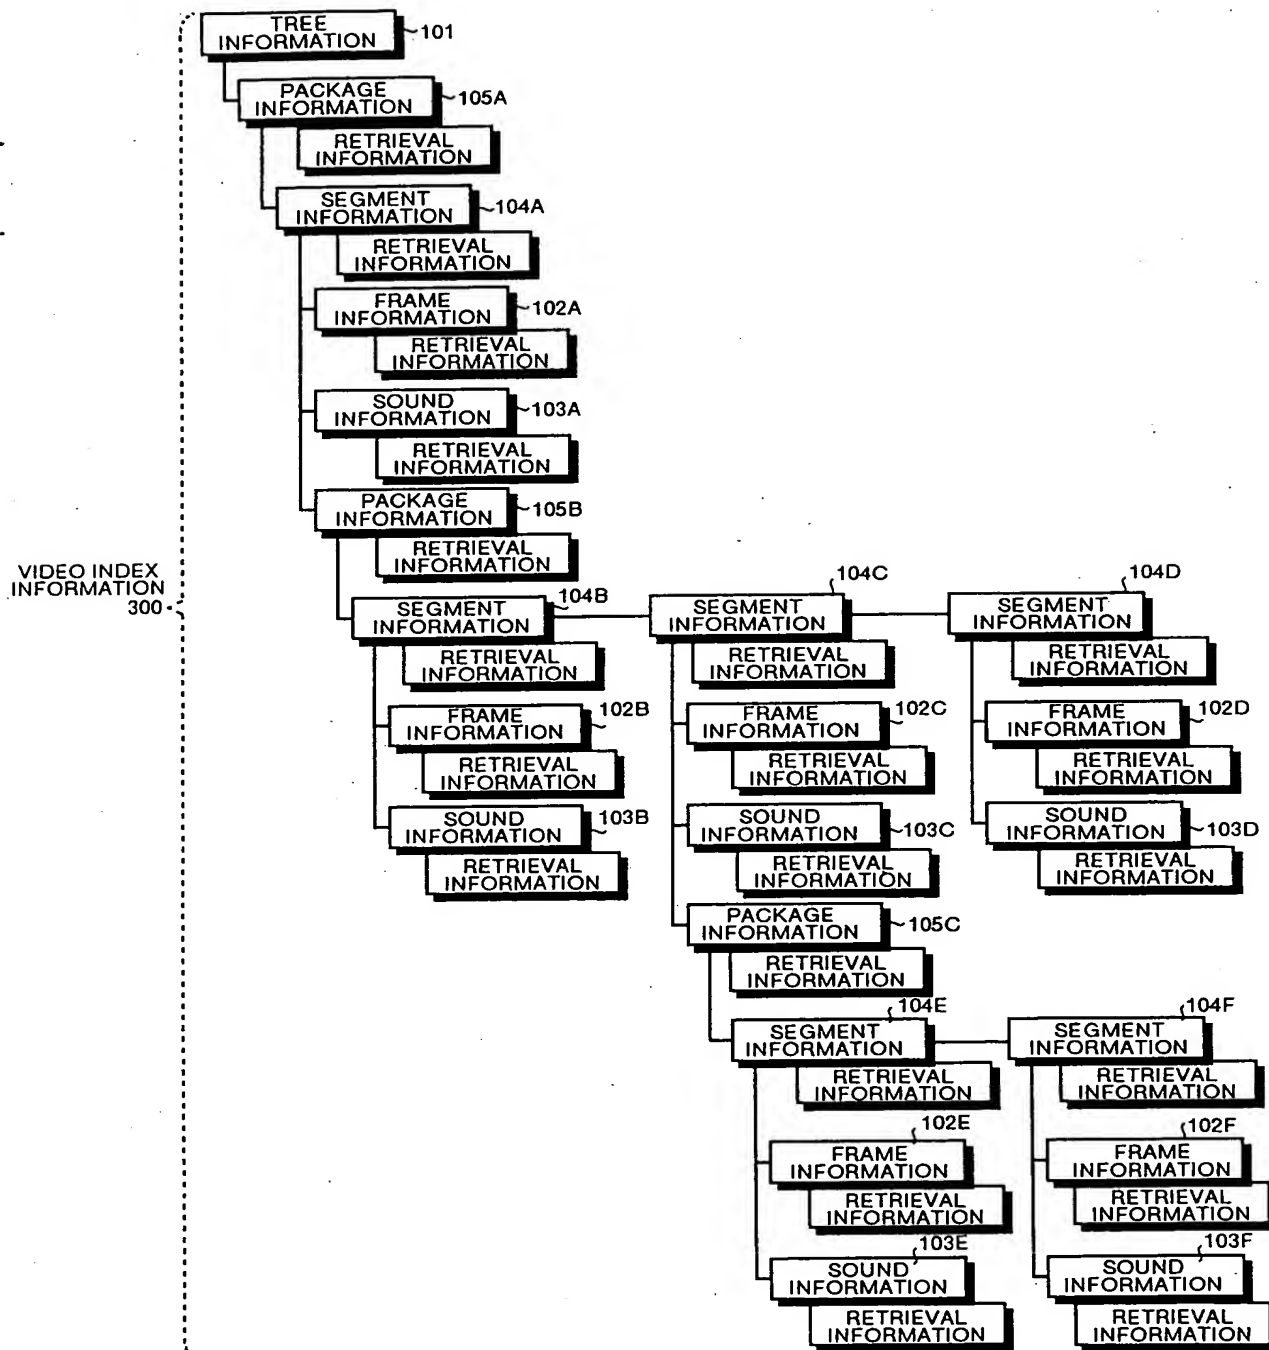 TREE
INFORMATION
101
PACKAGE
INFORMATION
105A
RETRIEVAL
INFORMATION
SEGMENT
INFORMATION
104A
RETRIEVAL
INFORMATION
FRAME
INFORMATION
102A
RETRIEVAL
INFORMATION
SOUND
INFORMATION
103A
RETRIEVAL
INFORMATION
PACKAGE
INFORMATION
105B
RETRIEVAL
INFORMATION
VIDEO INDEX
INFORMATION
300
SEGMENT
INFORMATION
104B
RETRIEVAL
INFORMATION
FRAME
INFORMATION
102B
RETRIEVAL
INFORMATION
SOUND
INFORMATION
103B
RETRIEVAL
INFORMATION
SEGMENT
INFORMATION
104C
RETRIEVAL
INFORMATION
FRAME
INFORMATION
102C
RETRIEVAL
INFORMATION
SOUND
INFORMATION
103C
RETRIEVAL
INFORMATION
PACKAGE
INFORMATION
105C
RETRIEVAL
INFORMATION
SEGMENT
INFORMATION
104D
RETRIEVAL
INFORMATION
FRAME
INFORMATION
102D
RETRIEVAL
INFORMATION
SOUND
INFORMATION
103D
RETRIEVAL
INFORMATION
SEGMENT
INFORMATION
104E
RETRIEVAL
INFORMATION
FRAME
INFORMATION
102E
RETRIEVAL
INFORMATION
SOUND
INFORMATION
103E
RETRIEVAL
INFORMATION
SEGMENT
INFORMATION
104F
RETRIEVAL
INFORMATION
FRAME
INFORMATION
102F
RETRIEVAL
INFORMATION
SOUND
INFORMATION
103F
RETRIEVAL
INFORMATION